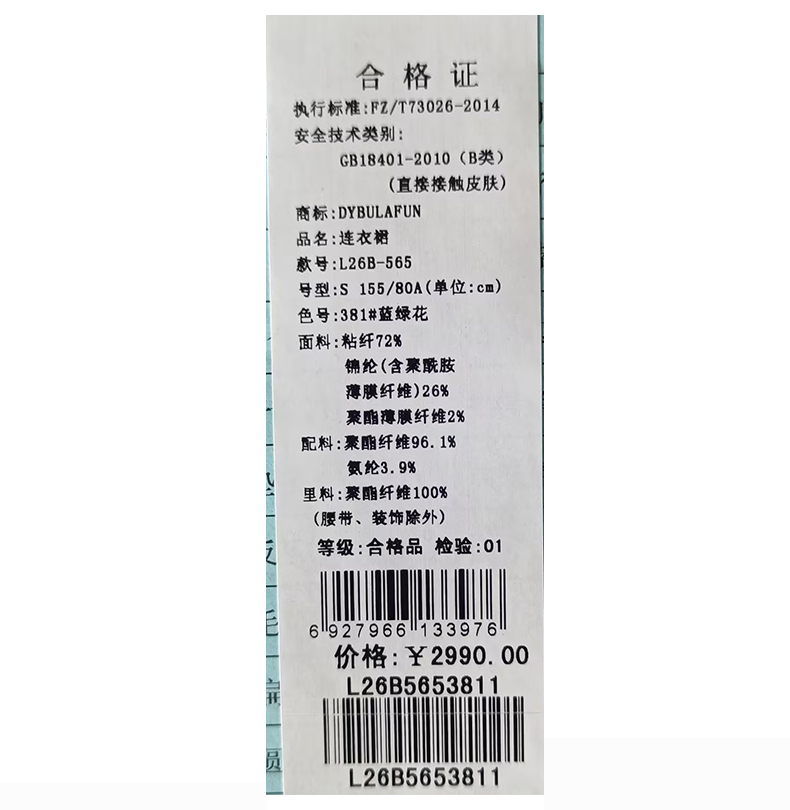 合格证
执行标准:FZ/T73026-2014
安全技术类别:
GB18401-2010（B类）
(直接接触皮肤)
商标:DYBULAFUN
品名:连衣裙
款号:L26B-565
号型:S 155/80A(单位:cm)
色号:381#蓝绿花
面料:粘纤72%
锦纶(含聚酰胺
薄膜纤维)26%
聚酯薄膜纤维2%
配料:聚酯纤维96.1%
氨纶3.9%
里料:聚酯纤维100%
(腰带、装饰除外)
等级:合格品 检验:01
6 927966 133976
价格:￥2990.00
L26B5653811
L26B5653811